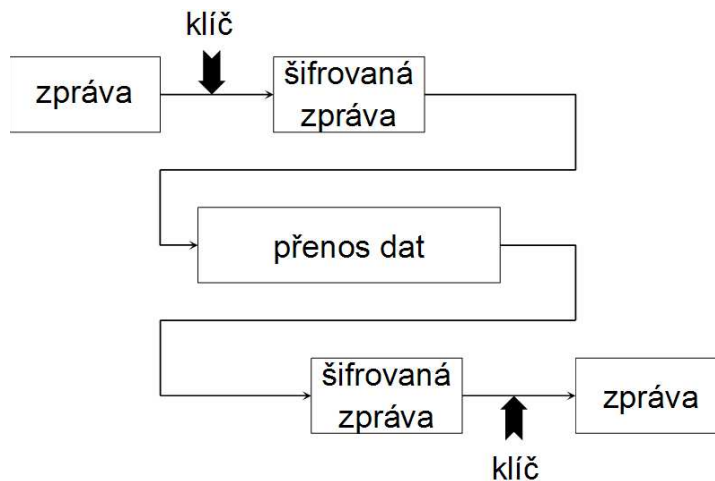 klíč
zpráva
šifrovaná
zpráva
přenos dat
šifrovaná
zpráva
zpráva
klíč